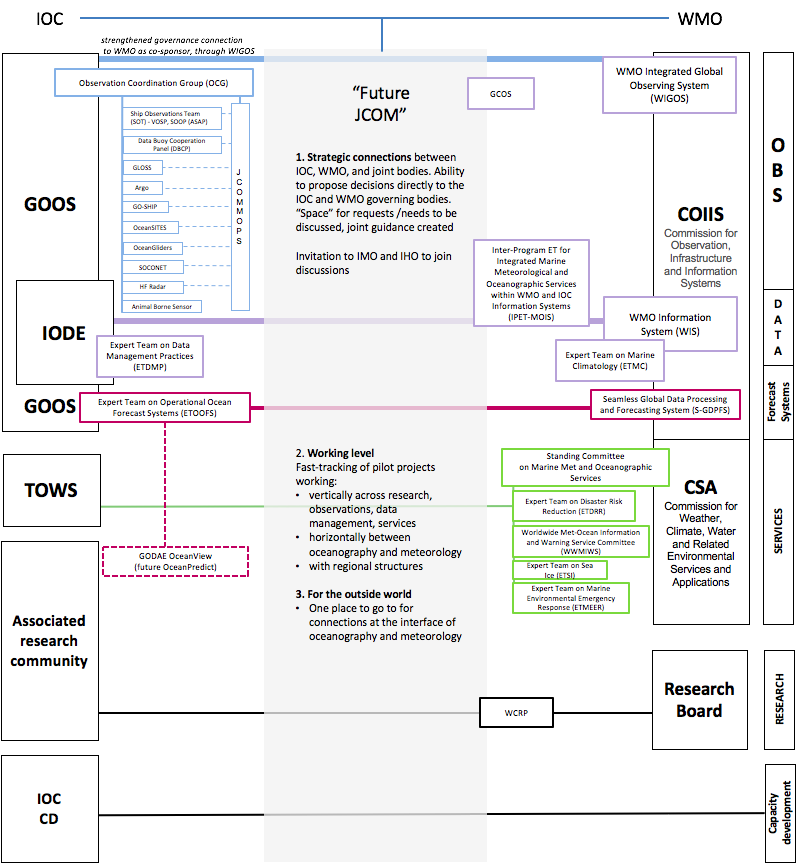 IOC
WMO
strengthened governance connection
to WMO as co-sponsor, through WIGOS
Observation Coordination Group (OCG)
Ship Observations Team
(SOT) - VOSP, SOOP (ASAP)
Data Buoy Cooperation
Panel (DBCP)
GLOSS
Argo
GO-SHIP
OceanSITES
OceanGliders
SOCONET
HF Radar
Animal Borne Sensor
JCOMMOPS
GOOS
IODE
Expert Team on Data
Management Practices
(ETDMP)
GOOS
Expert Team on Operational Ocean
Forecast Systems (ETOOFS)
TOWS
GODAE OceanView
(future OceanPredict)
Associated
research
community
IOC
CD
"Future
JCOM"
1. Strategic connections between
IOC, WMO, and joint bodies. Ability
to propose decisions directly to the
IOC and WMO governing bodies.
"Space" for requests /needs to be
discussed, joint guidance created
Invitation to IMO and IHO to join
discussions
2. Working level
Fast-tracking of pilot projects
working:
• vertically across research,
observations, data
management, services
• horizontally between
oceanography and meteorology
• with regional structures
3. For the outside world
• One place to go to for
connections at the interface of
oceanography and meteorology
GCOS
WMO Integrated Global
Observing System
(WIGOS)
COIIS
Commission for
Observation,
Infrastructure
and Information
Systems
Inter-Program ET for
Integrated Marine
Meteorological and
Oceanographic Services
within WMO and IOC
Information Systems
(IPET-MOIS)
WMO Information
System (WIS)
Expert Team on Marine
Climatology (ETMC)
Seamless Global Data Processing
and Forecasting System (S-GDPFS)
Standing Committee
on Marine Met and Oceanographic
Services
Expert Team on Disaster Risk
Reduction (ETDRR)
Worldwide Met-Ocean Information
and Warning Service Committee
(WWMIWS)
Expert Team on Sea
Ice (ETSI)
Expert Team on Marine
Environmental Emergency
Response (ETMEER)
CSA
Commission for
Weather,
Climate, Water
and Related
Environmental
Services and
Applications
WCRP
Research
Board
OBS
DATA
Forecast
Systems
SERVICES
RESEARCH
Capacity
development